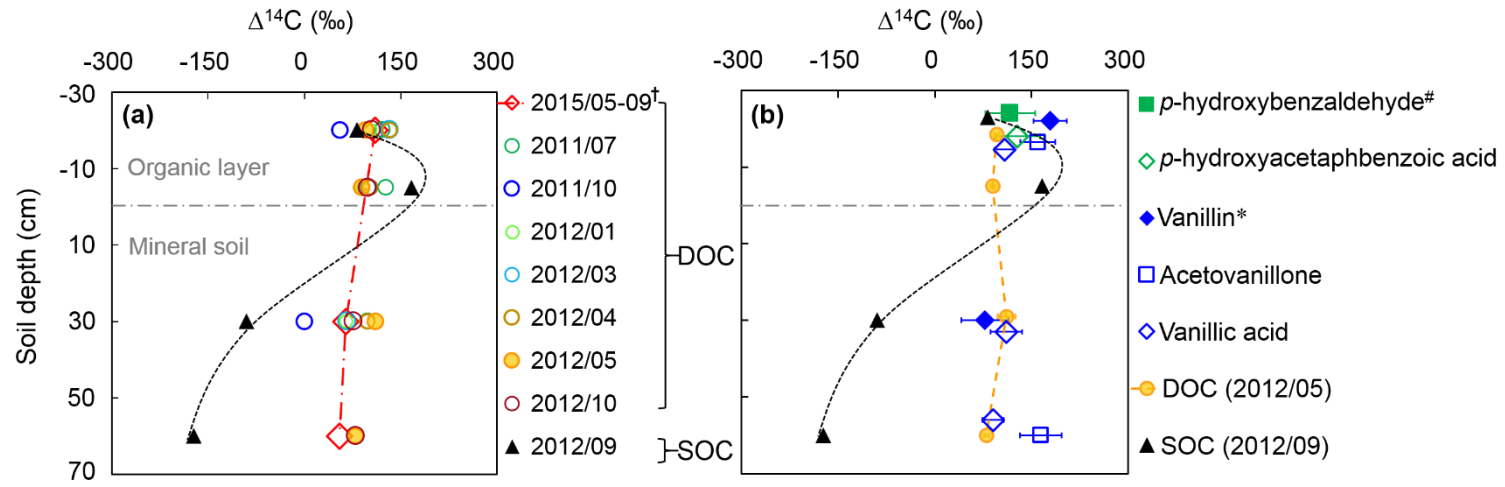 Δ¹⁴C (‰)
-300 -150 0 150 300
-30
-10
10
30
50
70
Soil depth (cm)
(a)
Organic layer
Mineral soil
2015/05-09†
2011/07
2011/10
2012/01
2012/03
2012/04
2012/05
2012/10
2012/09
DOC
SOC
Δ¹⁴C (‰)
-300 -150 0 150 300
(b)
p-hydroxybenzaldehyde#
p-hydroxyacetaphbenzoic acid
Vanillin*
Acetovanillone
Vanillic acid
DOC (2012/05)
SOC (2012/09)